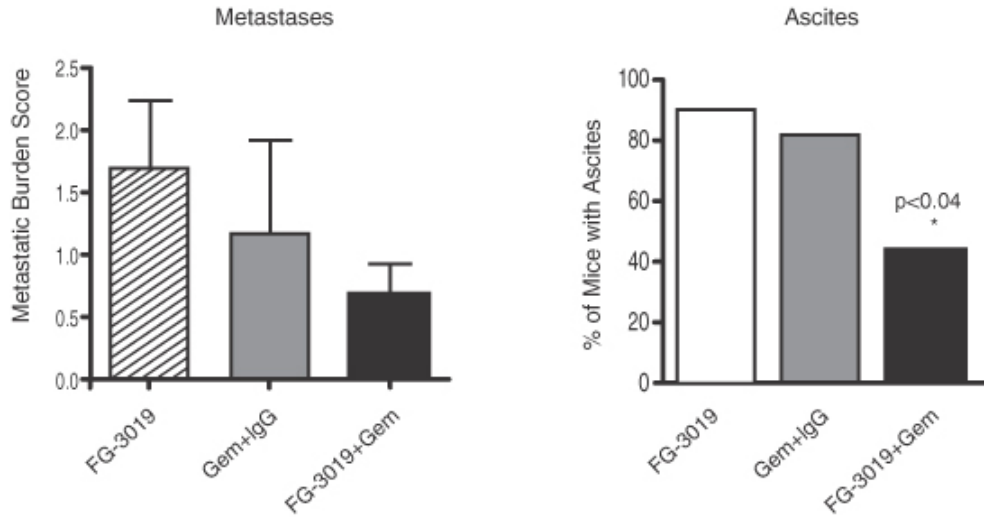 Metastases
Metastatic Burden Score
2.5
2.0
1.5
1.0
0.5
0.0
FG-3019
Gem+IgG
FG-3019+Gem
Ascites
% of Mice with Ascites
100
80
60
40
20
0
p<0.04
*
FG-3019
Gem+IgG
FG-3019+Gem